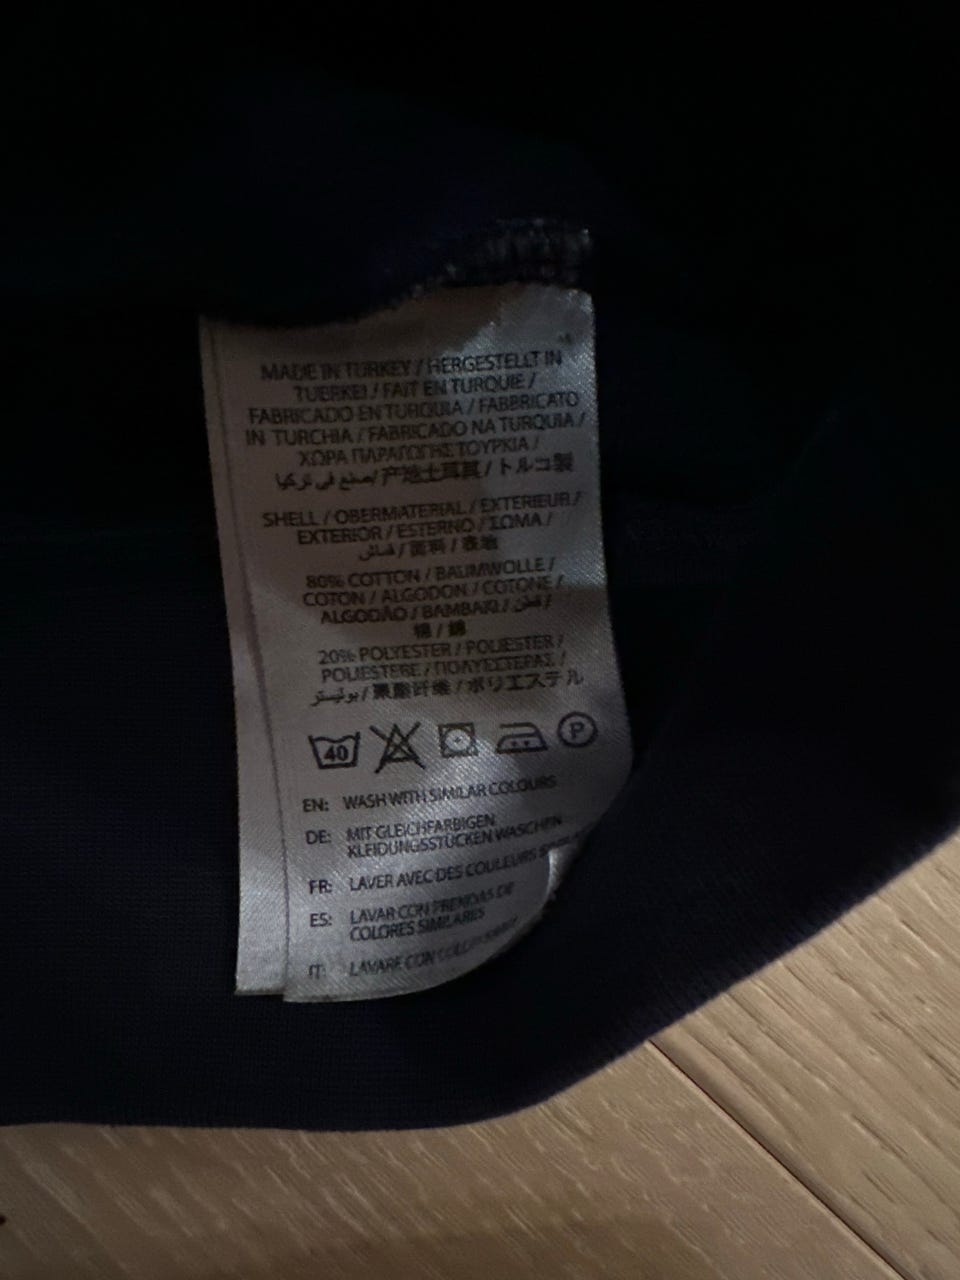 MADE IN TURKEY / HERGESTELLT IN
TUERKEI / FAIT EN TURQUIE /
FABRICADO EN TURQUIA / FABBRICATO
IN TURCHIA / FABRICADO NA TURQUIA /
ΧΩΡΑ ΠΑΡΑΓΩΓΗΣ ΤΟΥΡΚΙΑ /
صنع في تركيا/产地土耳其/トルコ製
SHELL / OBERMATERIAL / EXTERIEUR /
EXTERIOR / ESTERNO / ΣΩΜΑ /
قماش / 面料 / 表地
80% COTTON / BAUMWOLLE /
COTON / ALGODON / COTONE /
ALGODÃO / BAMBAKI / قطن /
棉 / 綿
20% POLYESTER / POLIESTER /
POLIESTERE / ΠΟΛΥΕΣΤΕΡΑΣ /
بوليستر / 聚酯纤维 / ポリエステル
40 P
EN: WASH WITH SIMILAR COLOURS
DE: MIT GLEICHFARBIGEN
KLEIDUNGSSTÜCKEN WASCHEN
FR: LAVER AVEC DES COULEURS
ES: LAVAR CON PRENDAS DE
COLORES SIMILARES
IT: LAVARE CON